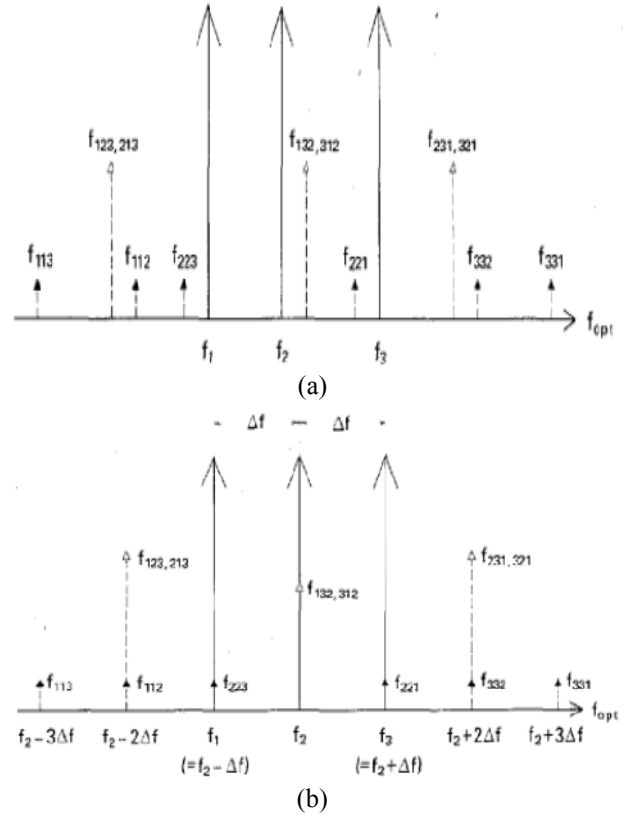 f123,213 f132,312 f231,321
f113 f112 f223 f221 f332 f331
fopt
f1 f2 f3
(a)
Δf Δf
f123,213 f231,321
f132,312
f113 f112 f223 f221 f332 f331
fopt
f2−3Δf f2−2Δf f1 f2 f3 f2+2Δf f2+3Δf
(=f2−Δf) (=f2+Δf)
(b)